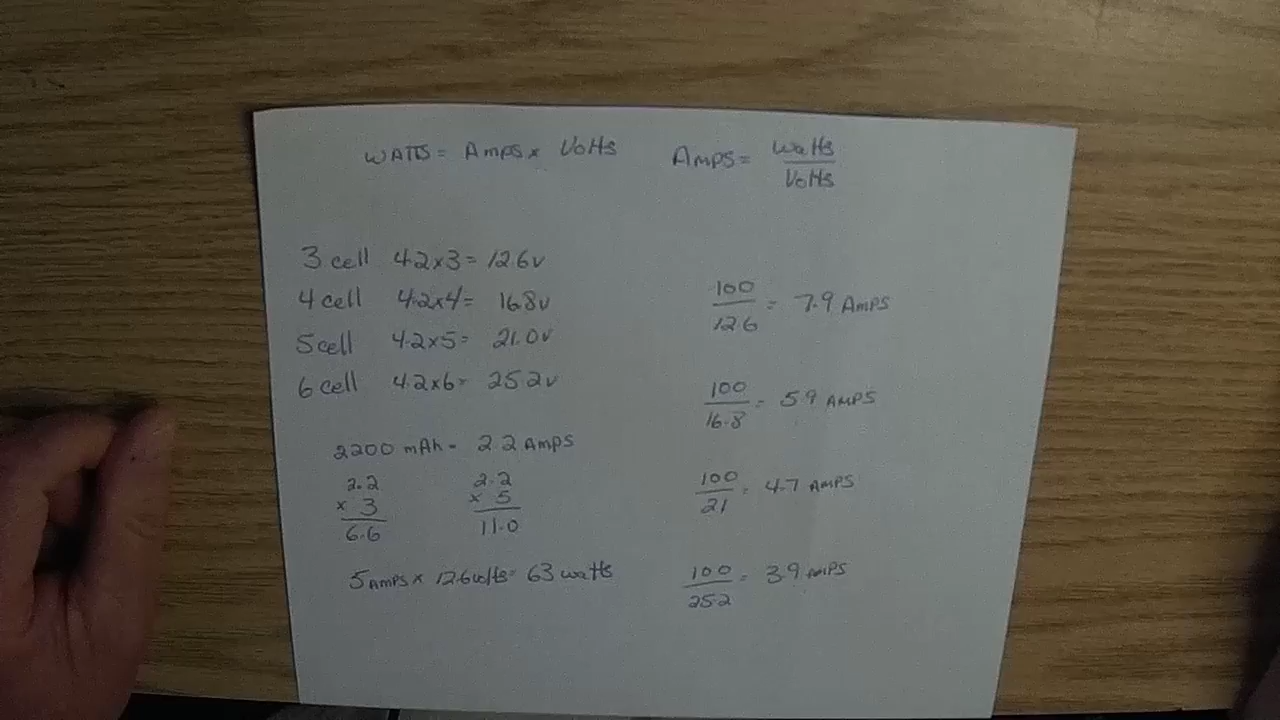 WATTS = AMPS x VOLTS
AMPS = Watts
Volts
3 cell 4.2x3= 12.6v
4 cell 4.2x4= 16.8v
5 cell 4.2x5= 21.0v
6 cell 4.2x6= 25.2v
2200 mAh = 2.2 AMPS
2.2
x 3
6.6
2.2
x 5
11.0
5 AMPS x 12.6 volts = 63 watts
100
12.6
= 7.9 AMPS
100
16.8
= 5.9 AMPS
100
21
= 4.7 AMPS
100
25.2
= 3.9 AMPS